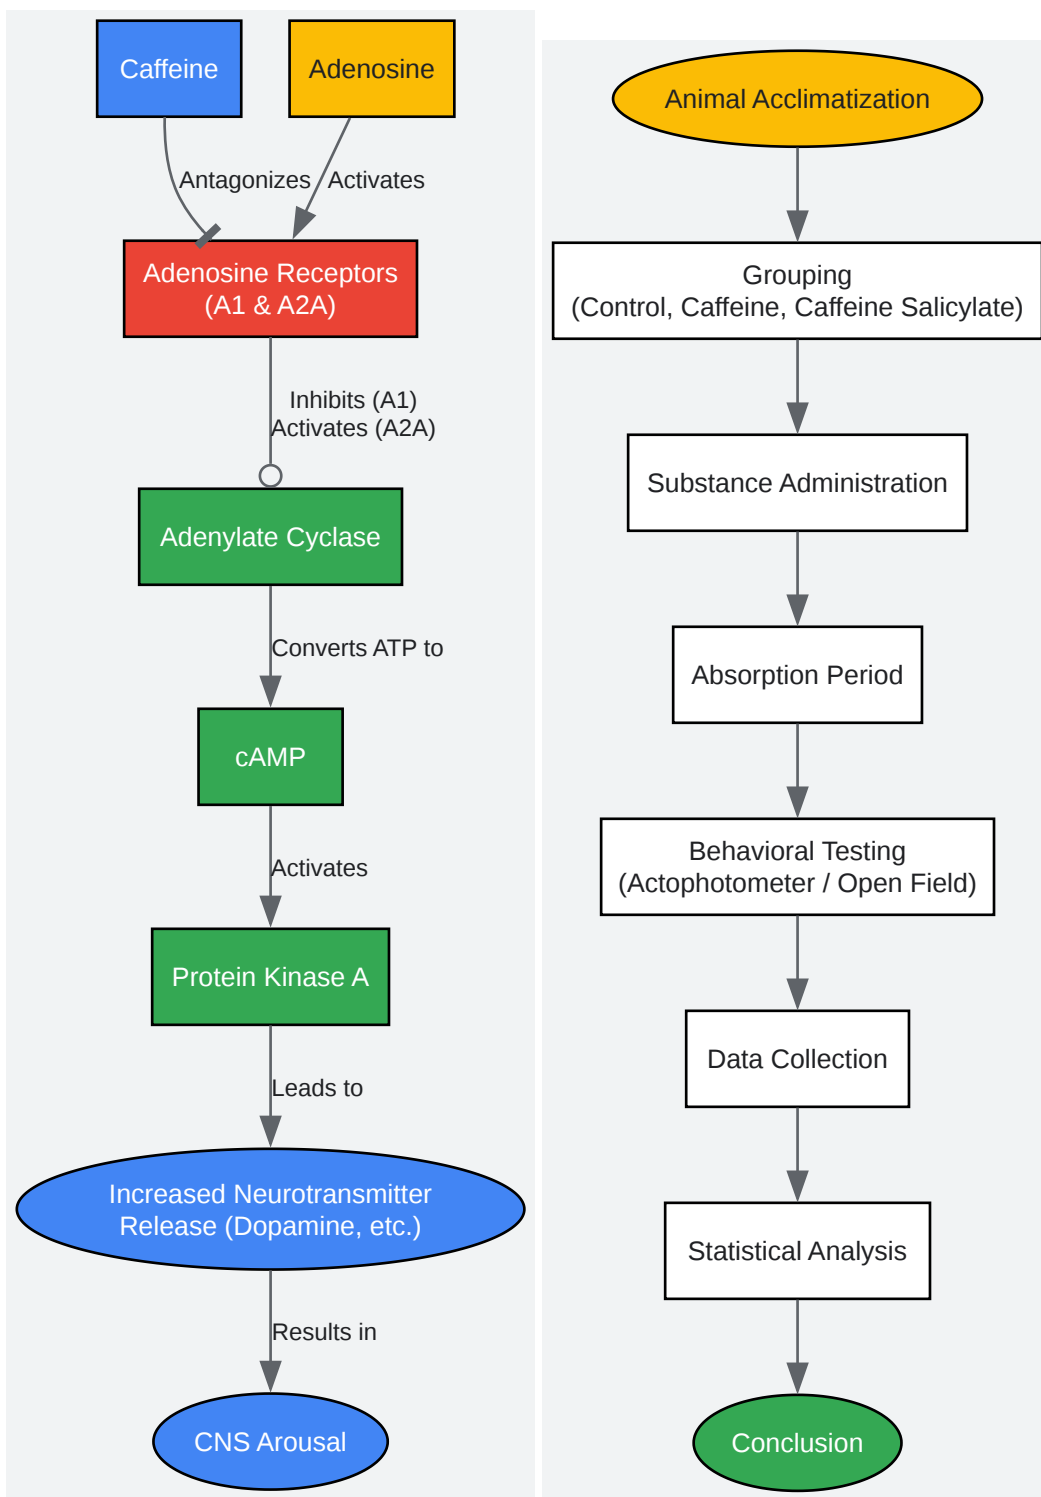 Caffeine
Adenosine
Antagonizes
Activates
Adenosine Receptors
(A1 & A2A)
Inhibits (A1)
Activates (A2A)
Adenylate Cyclase
Converts ATP to
cAMP
Activates
Protein Kinase A
Leads to
Increased Neurotransmitter
Release (Dopamine, etc.)
Results in
CNS Arousal
Animal Acclimatization
Grouping
(Control, Caffeine, Caffeine Salicylate)
Substance Administration
Absorption Period
Behavioral Testing
(Actophotometer / Open Field)
Data Collection
Statistical Analysis
Conclusion